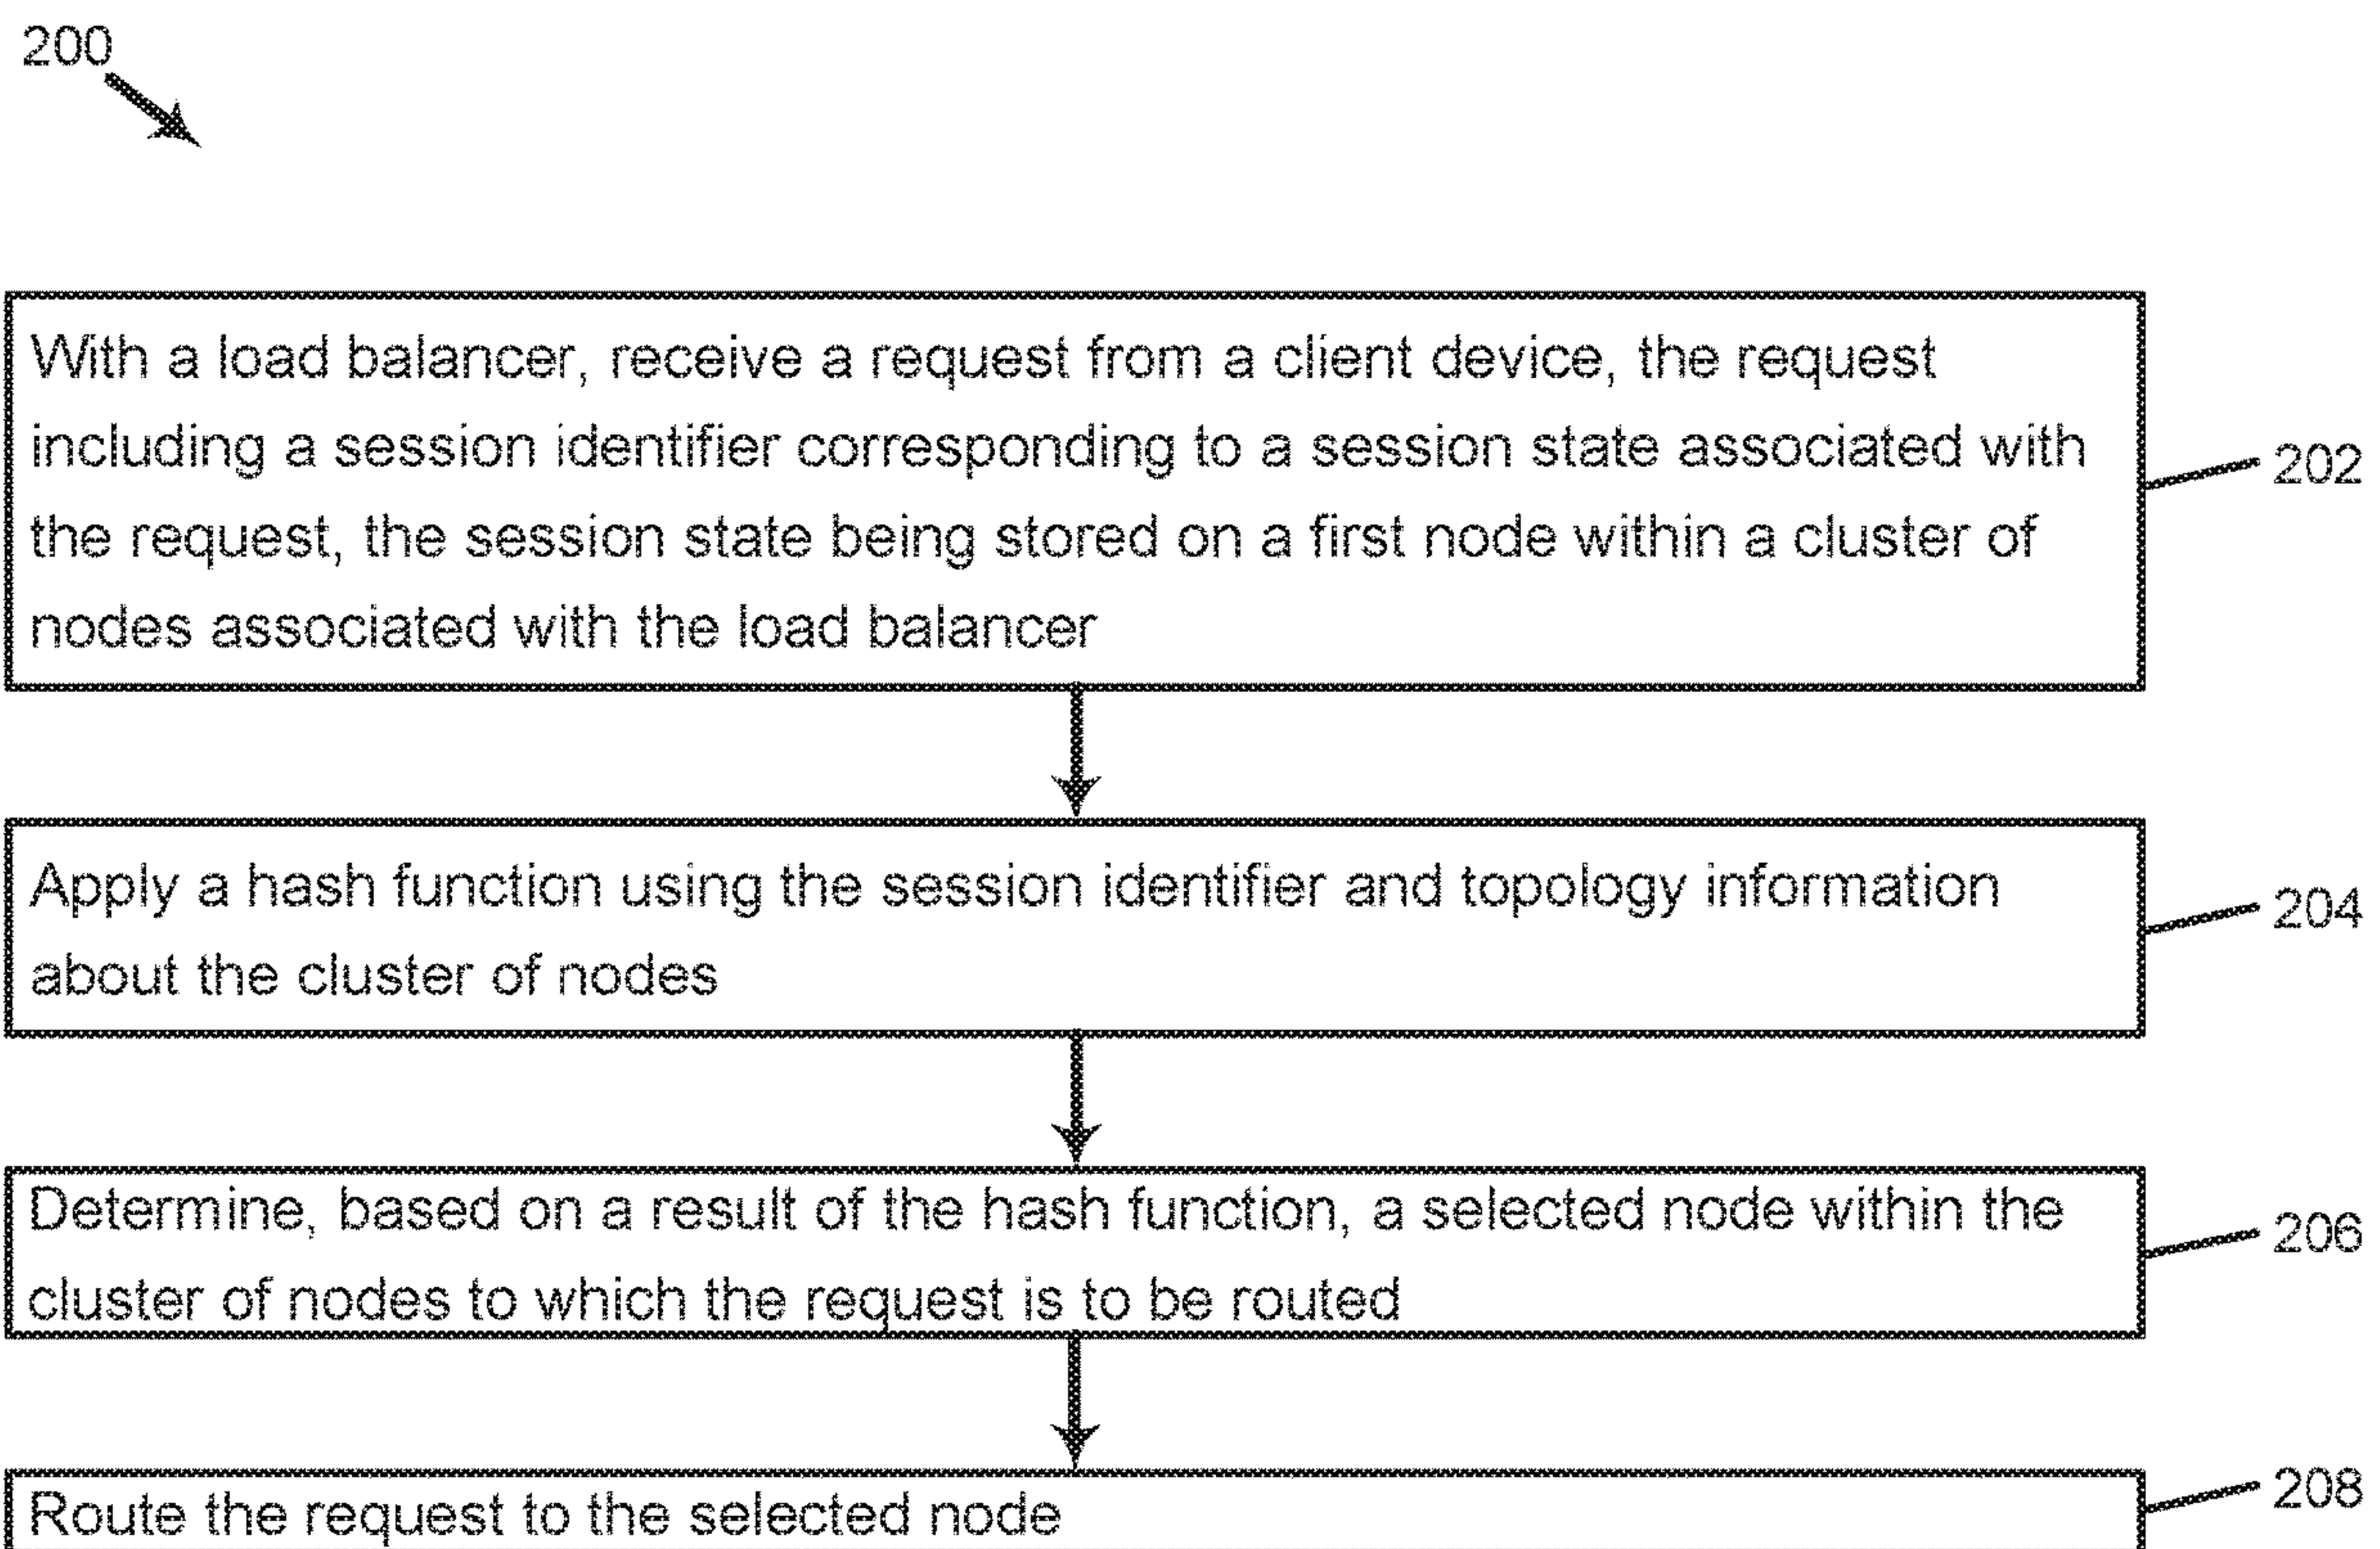 200
With a load balancer, receive a request from a client device, the request
including a session identifier corresponding to a session state associated with
the request, the session state being stored on a first node within a cluster of
nodes associated with the load balancer
202
Apply a hash function using the session identifier and topology information
about the cluster of nodes
204
Determine, based on a result of the hash function, a selected node within the
cluster of nodes to which the request is to be routed
206
Route the request to the selected node
208